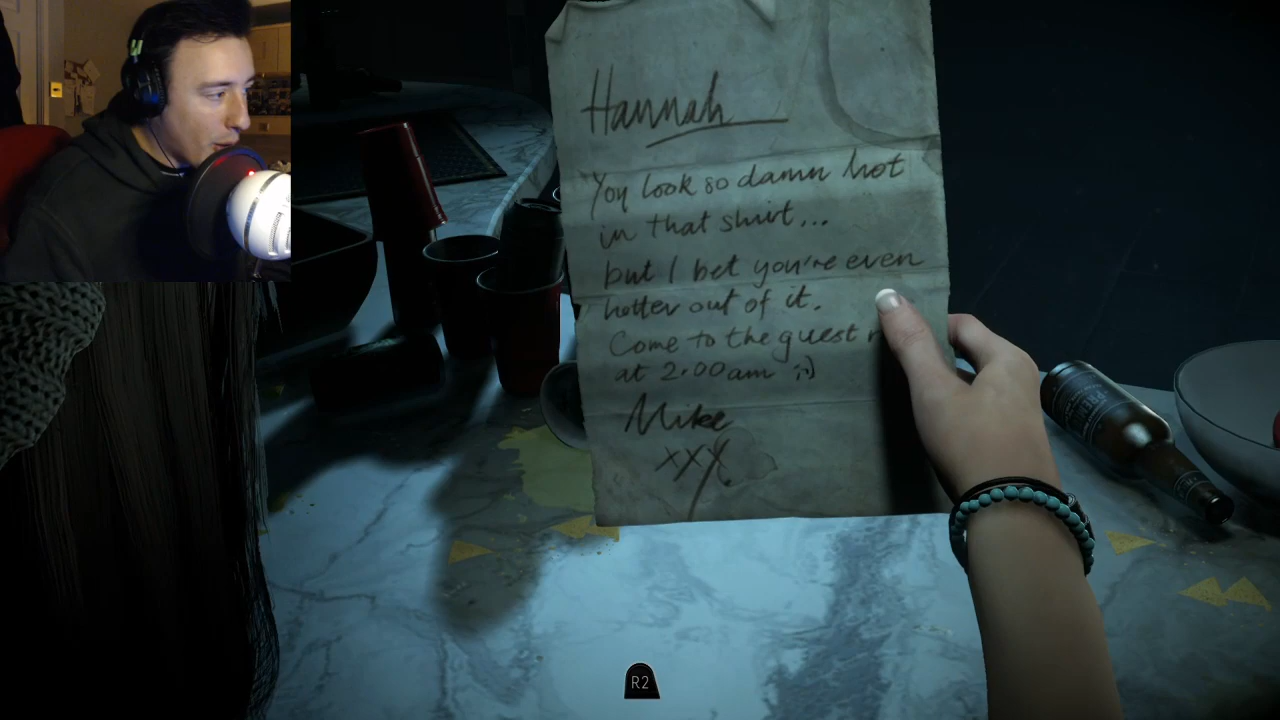 Hannah
You look so damn hot
in that shirt...
but I bet you're even
hotter out of it.
Come to the guest
at 2.00am ;)
Mike
xxx
R2